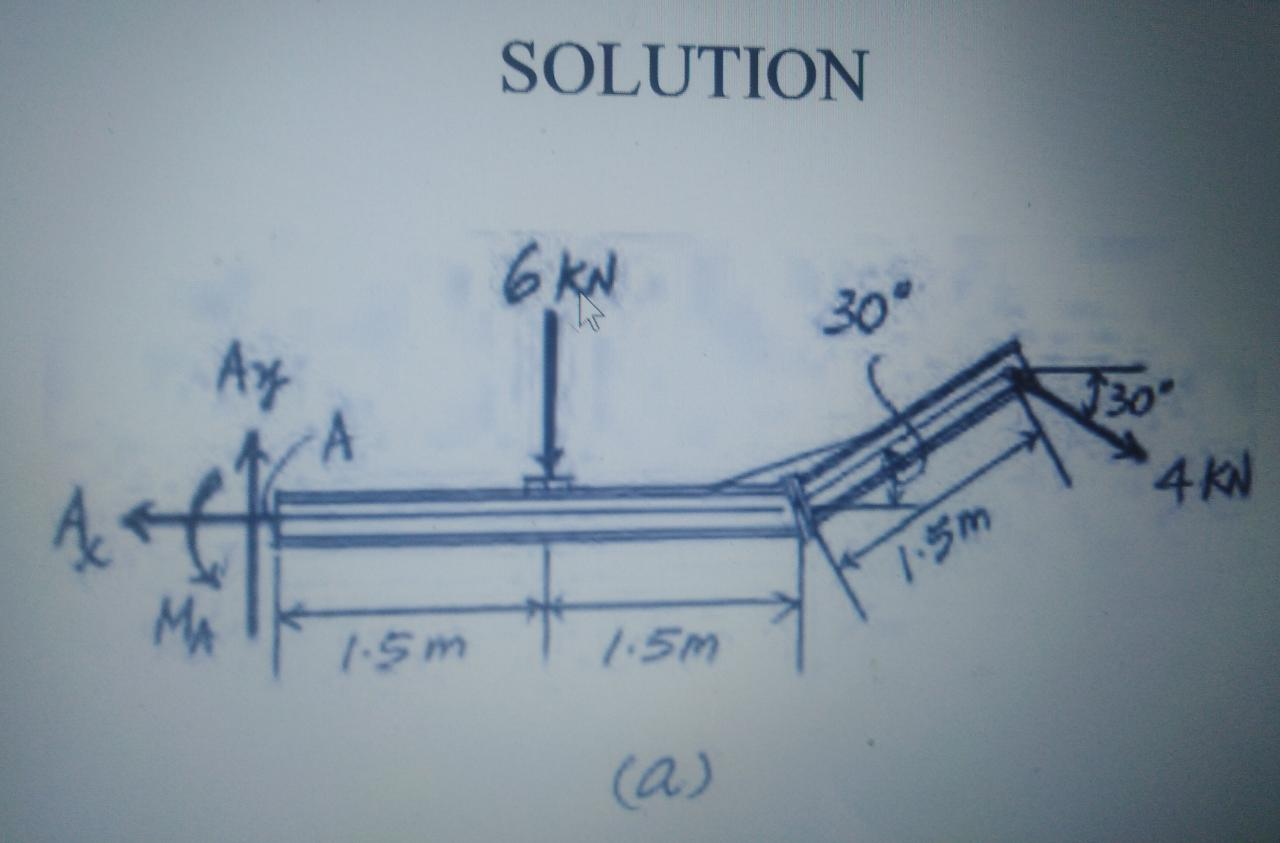 SOLUTION
6 KN
30°
Ay
A
30°
Ax
4 KN
1.5m
MA
1.5m
1.5m
(a)